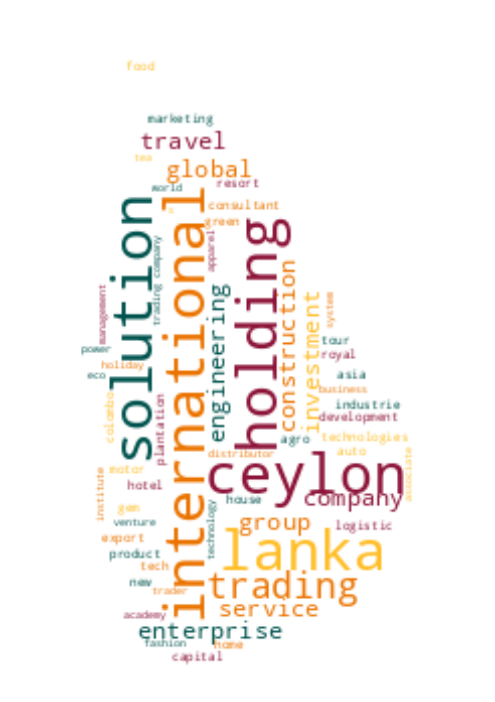 food
marketing
travel
tea
global
world
resort
solution
international
consultant
green
holding
apparel
trading company
engineering
construction
management
investment
system
tour
power
royal
holiday
eco
asia
business
colombo
plantation
industrie
development
agro
technologies
distributor
auto
ceylon
associate
motor
institute
hotel
house
company
gem
technology
venture
group
logistic
export
lanka
product
tech
new
trading
trader
service
academy
enterprise
fashion
home
capital